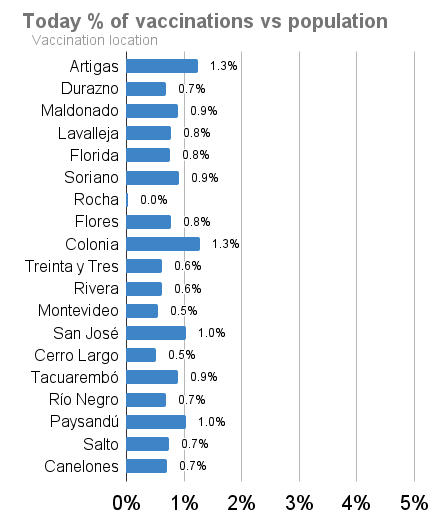 Today % of vaccinations vs population
Vaccination location
Artigas 1.3%
Durazno 0.7%
Maldonado 0.9%
Lavalleja 0.8%
Florida 0.8%
Soriano 0.9%
Rocha 0.0%
Flores 0.8%
Colonia 1.3%
Treinta y Tres 0.6%
Rivera 0.6%
Montevideo 0.5%
San José 1.0%
Cerro Largo 0.5%
Tacuarembó 0.9%
Río Negro 0.7%
Paysandú 1.0%
Salto 0.7%
Canelones 0.7%
0% 1% 2% 3% 4% 5%